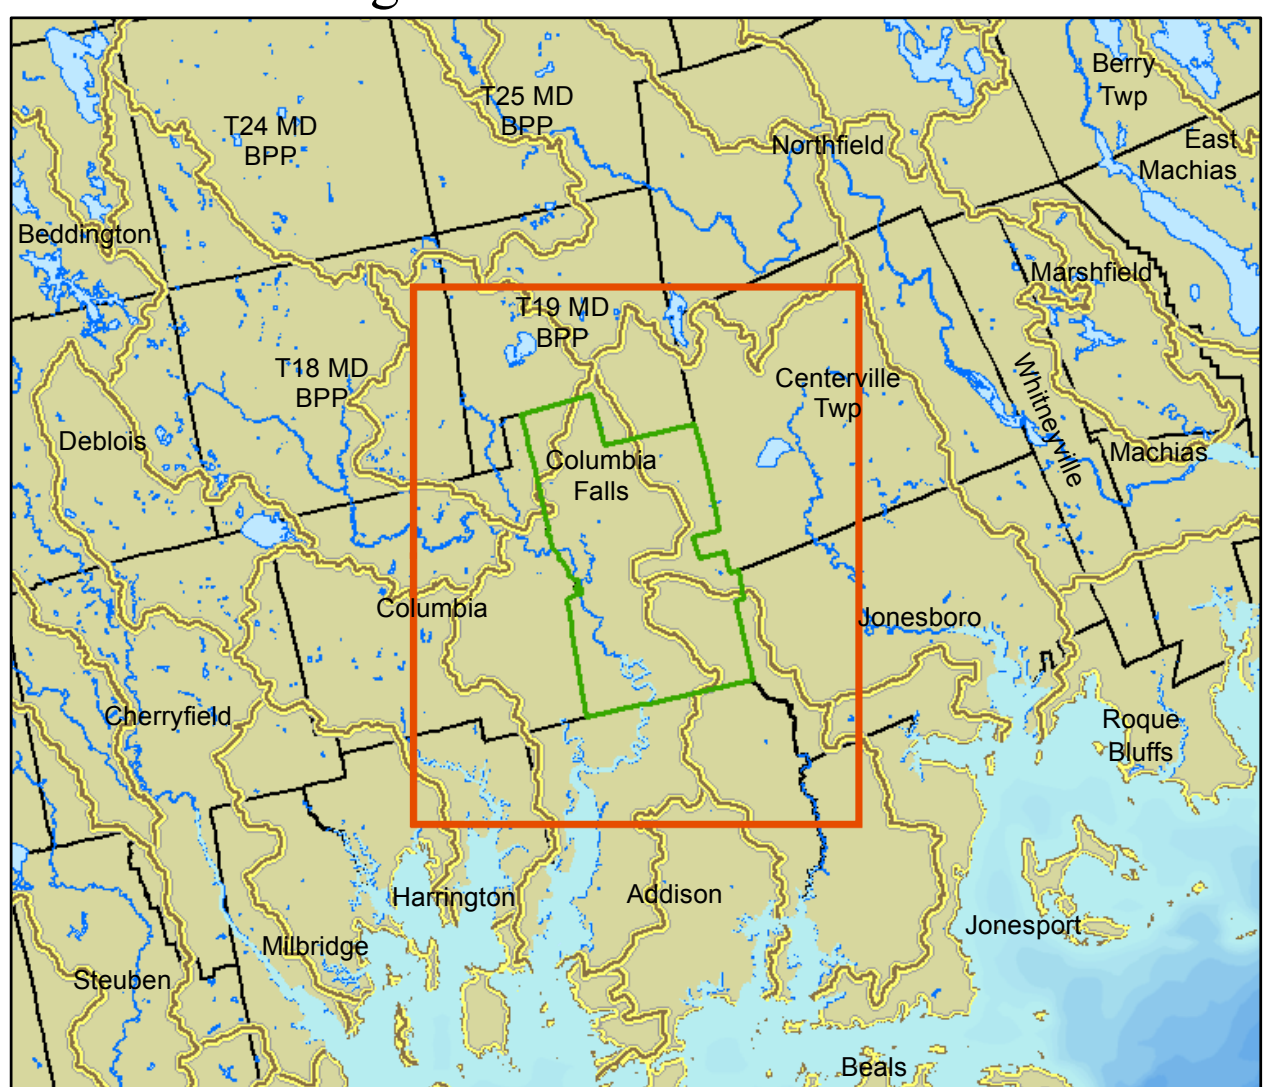 g
Berry
Twp
T25 MD
BPP
T24 MD
BPP
Northfield
East
Machias
Beddington
Marshfield
T19 MD
BPP
T18 MD
BPP
Centerville
Twp
Whitneyville
Deblois
Machias
Columbia
Falls
Columbia
Jonesboro
Cherryfield
Roque
Bluffs
Harrington
Addison
Jonesport
Milbridge
Steuben
Beals